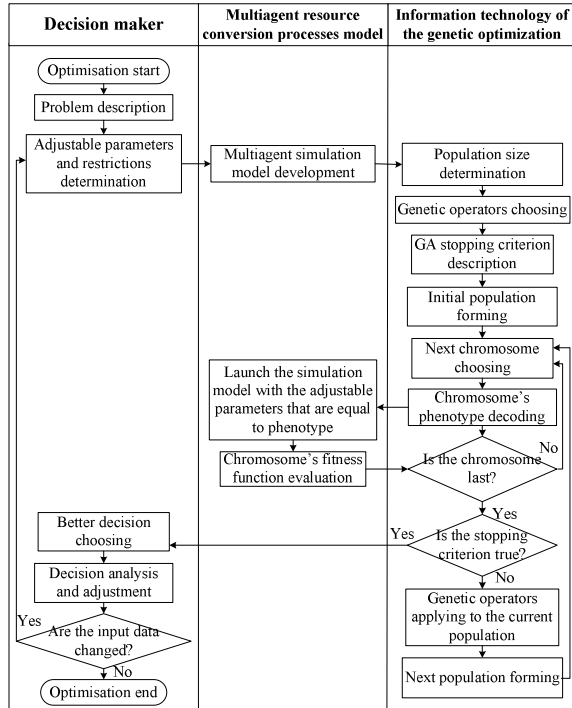 Decision maker
Multiagent resource
conversion processes model
Information technology of
the genetic optimization
Optimisation start
Problem description
Adjustable parameters
and restrictions
determination
Multiagent simulation
model development
Population size
determination
Genetic operators choosing
GA stopping criterion
description
Initial population
forming
Next chromosome
choosing
Launch the simulation
model with the adjustable
parameters that are equal
to phenotype
Chromosome's
phenotype decoding
Chromosome's fitness
function evaluation
Is the chromosome
last?
No
Yes
Better decision
choosing
Yes
Is the stopping
criterion true?
No
Decision analysis
and adjustment
Genetic operators
applying to the current
population
Yes
Are the input data
changed?
No
Next population forming
Optimisation end